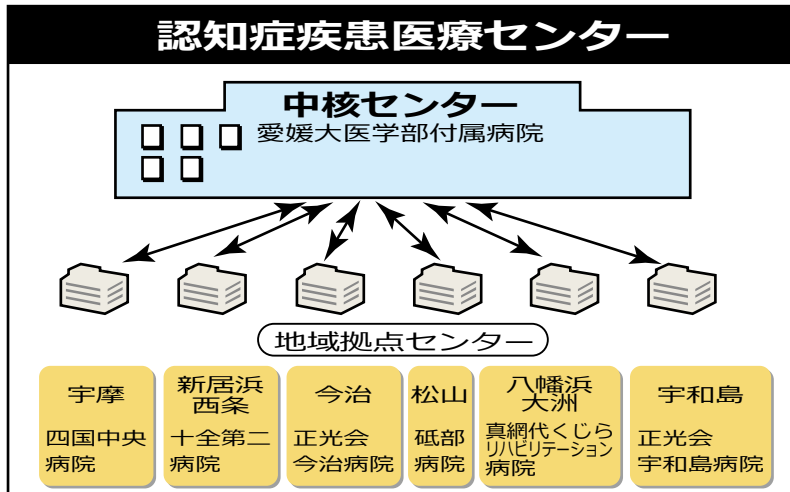 認知症疾患医療センター
中核センター
愛媛大医学部付属病院
地域拠点センター
宇摩
四国中央
病院
新居浜
西条
十全第二
病院
今治
正光会
今治病院
松山
砥部
病院
八幡浜
大洲
真網代くじら
リハビリテーション
病院
宇和島
正光会
宇和島病院